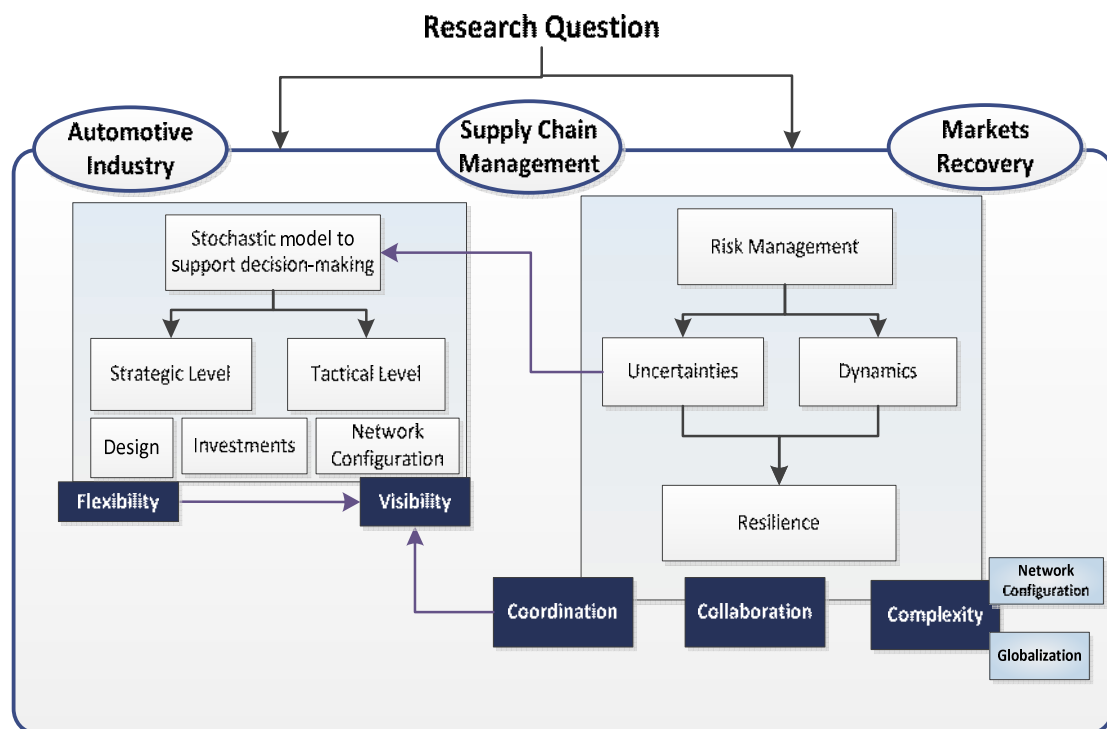 Research Question
Automotive
Industry
Supply Chain
Management
Markets
Recovery
Stochastic model to
support decision-making
Risk Management
Strategic Level
Tactical Level
Uncertainties
Dynamics
Design
Investments
Network
Configuration
Flexibility
Visibility
Resilience
Coordination
Collaboration
Complexity
Network
Configuration
Globalization